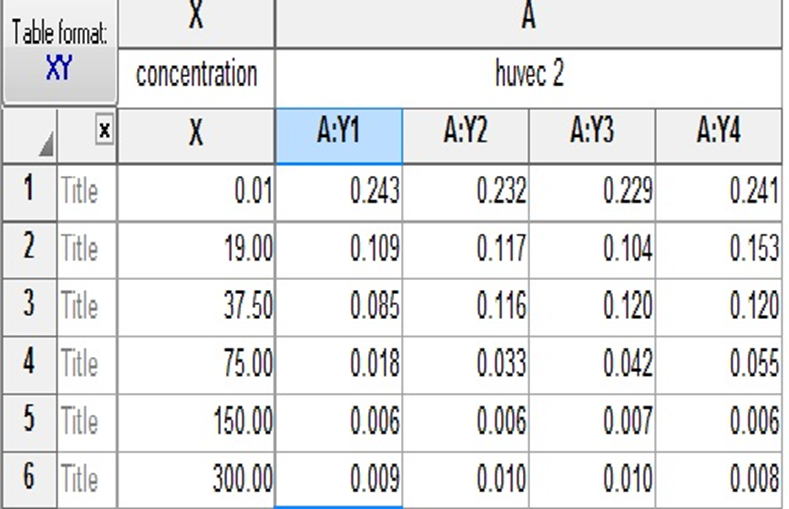 Table format: X A
XY concentration huvec 2
x X A:Y1 A:Y2 A:Y3 A:Y4
1 Title 0.01 0.243 0.232 0.229 0.241
2 Title 19.00 0.109 0.117 0.104 0.153
3 Title 37.50 0.085 0.116 0.120 0.120
4 Title 75.00 0.018 0.033 0.042 0.055
5 Title 150.00 0.006 0.006 0.007 0.006
6 Title 300.00 0.009 0.010 0.010 0.008